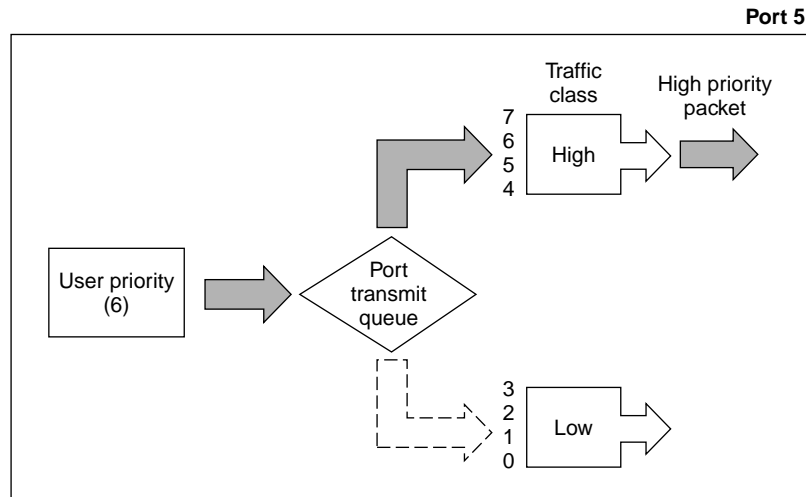 Port 5
Traffic
class
High priority
packet
7
6
5
4
High
User priority
(6)
Port
transmit
queue
3
2
1
0
Low